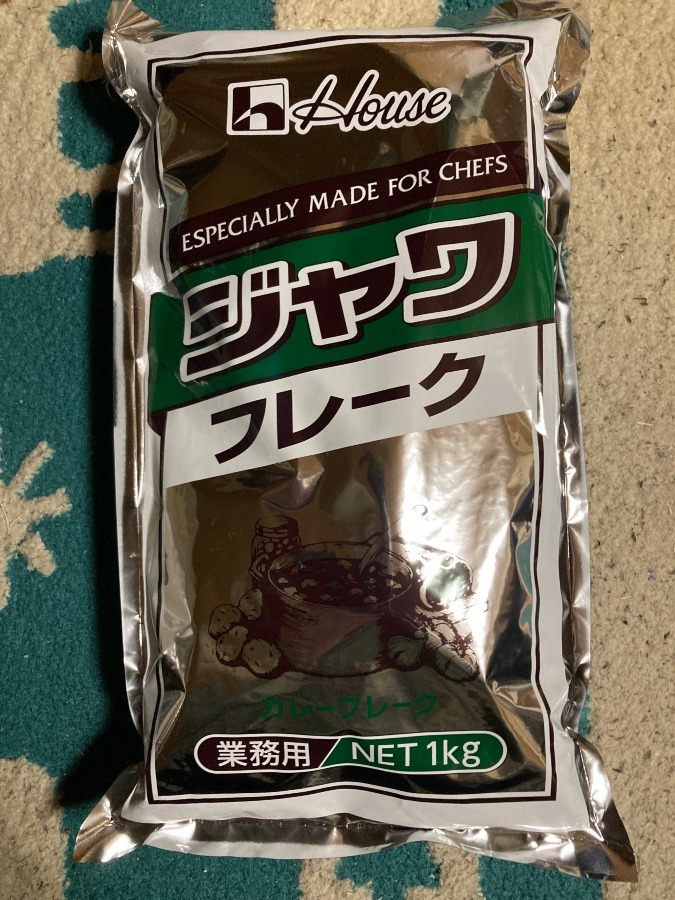 House
ESPECIALLY MADE FOR CHEFS
ジャワ
フレーク
カレーフレーク
業務用 NET 1kg